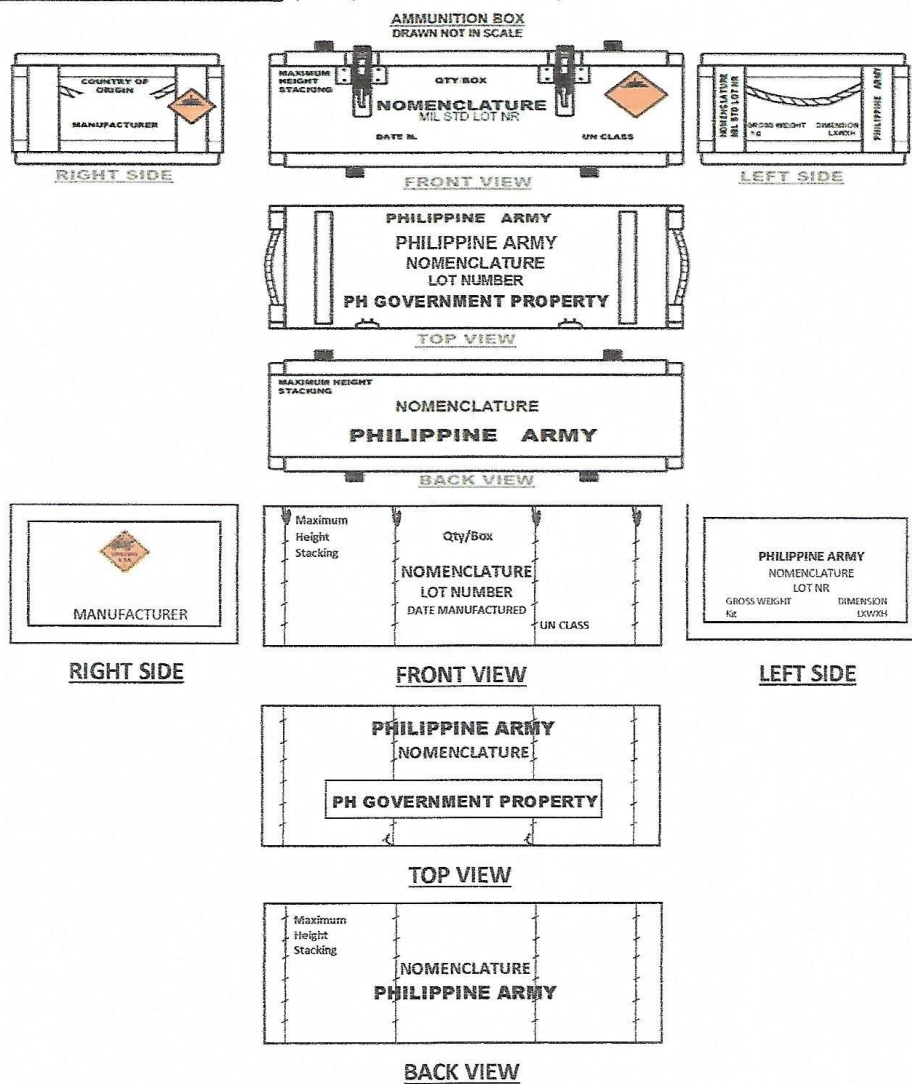 AMMUNITION BOX
DRAWN NOT IN SCALE
COUNTRY OF
ORIGIN
MANUFACTURER
RIGHT SIDE
MAXIMUM
HEIGHT
STACKING
QTY/BOX
NOMENCLATURE
MIL STD LOT NR
DATE M.
UN CLASS
FRONT VIEW
NOMENCLATURE
MIL STD LOT NR
GROSS WEIGHT DIMENSION
Kg LXWXH
PHILIPPINE ARMY
LEFT SIDE
PHILIPPINE ARMY
PHILIPPINE ARMY
NOMENCLATURE
LOT NUMBER
PH GOVERNMENT PROPERTY
TOP VIEW
MAXIMUM HEIGHT
STACKING
NOMENCLATURE
PHILIPPINE ARMY
BACK VIEW
MANUFACTURER
RIGHT SIDE
Maximum
Height
Stacking
Qty/Box
NOMENCLATURE
LOT NUMBER
DATE MANUFACTURED
UN CLASS
FRONT VIEW
PHILIPPINE ARMY
NOMENCLATURE
LOT NR
GROSS WEIGHT DIMENSION
Kg LXWXH
LEFT SIDE
PHILIPPINE ARMY
NOMENCLATURE
PH GOVERNMENT PROPERTY
TOP VIEW
Maximum
Height
Stacking
NOMENCLATURE
PHILIPPINE ARMY
BACK VIEW